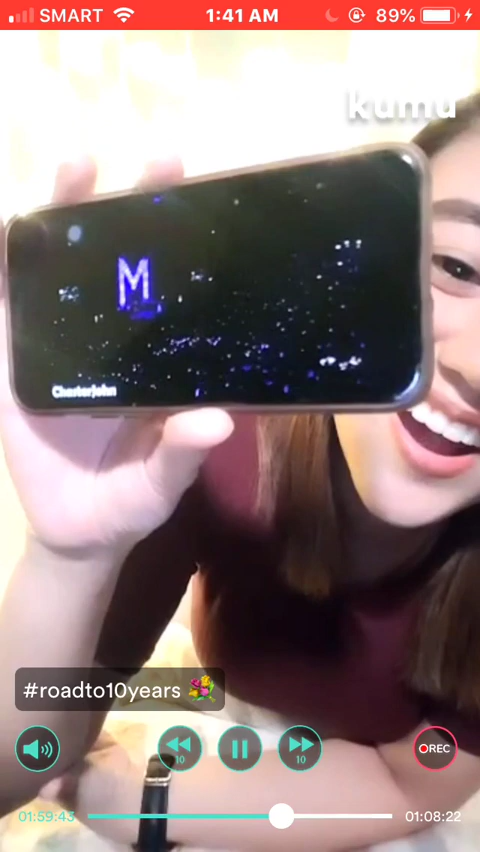 SMART 1:41 AM 89%
kumu
M
ChesterJohn
#roadto10years 💐
10 10 REC
01:59:43 01:08:22